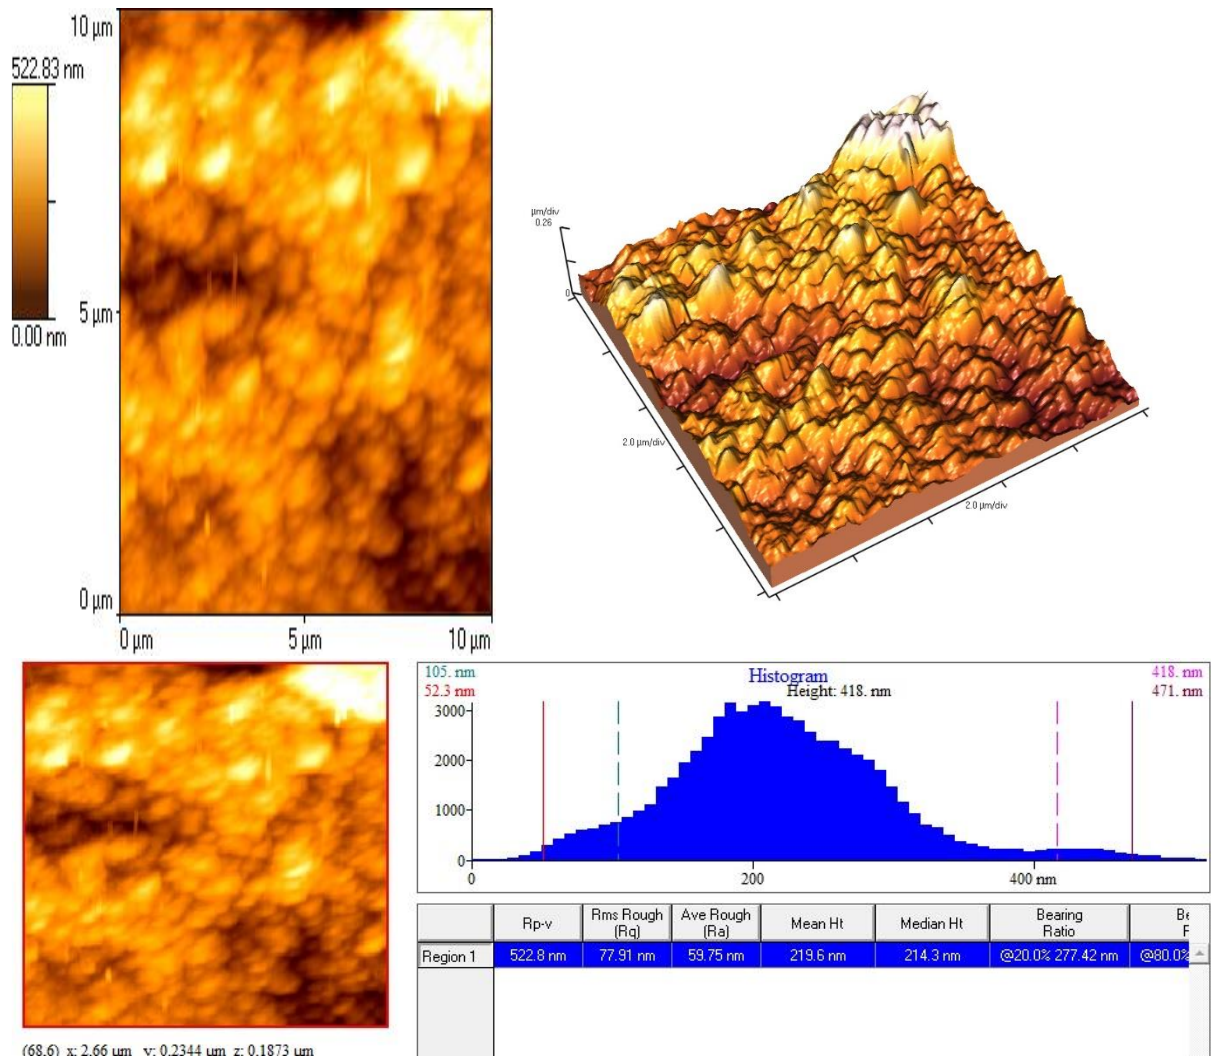 10 µm
522.83 nm
5 µm
0.00 nm
0 µm
0 µm 5 µm 10 µm
µm/div
0.26
0
2.0 µm/div
2.0 µm/div
105. nm
52.3 nm
Histogram
Height: 418. nm
418. nm
471. nm
3000
2000
1000
0
0 200 400 nm
Rp-v Rms Rough (Rq) Ave Rough (Ra) Mean Ht Median Ht Bearing Ratio
Region 1 522.8 nm 77.91 nm 59.75 nm 219.6 nm 214.3 nm @20.0% 277.42 nm @80.0%
(68,6) x: 2.66 µm y: 0.2344 µm z: 0.1873 µm